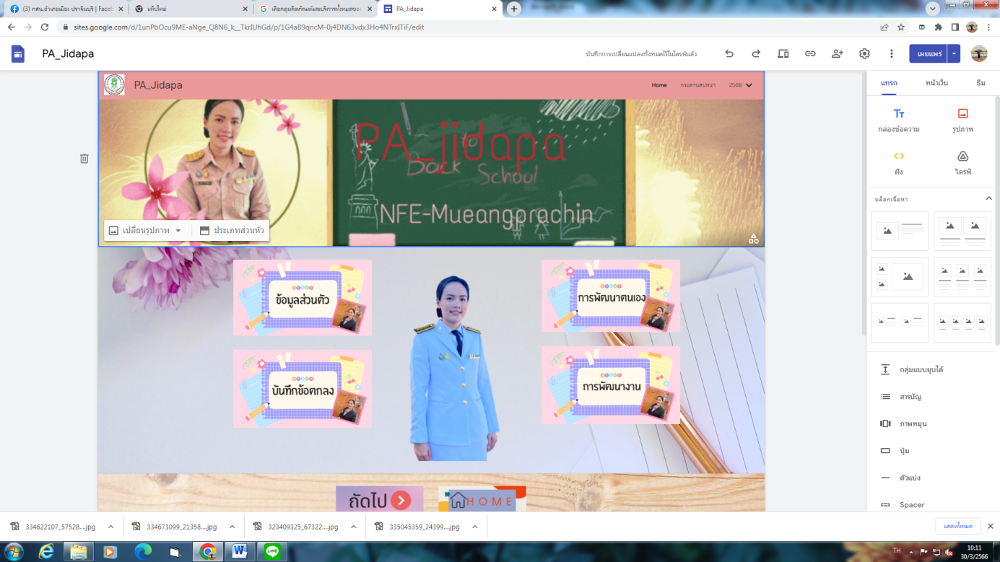 (3) กศน.อำเภอเมือง ปราจีนบุรี | Facel
แท็บใหม่
เลือกดูผลิตภัณฑ์และบริการทั้งหมดของ
PA_Jidapa
sites.google.com/d/1unPbOcu9ME-aNge_Q8N6_k__TkrIUhGd/p/1G4aB9qncM-0j4DN63vdx3Ho4NTrxITiF/edit
PA_Jidapa
บันทึกการเปลี่ยนแปลงทั้งหมดไว้ในไดรฟ์แล้ว
เผยแพร่
PA_Jidapa
Home
กระดานสนทนา
2566
แทรก
หน้าเว็บ
ธีม
PA_jidapa
to
Back School
NFE-Mueangprachin
เปลี่ยนรูปภาพ
ประเภทส่วนหัว
กล่องข้อความ
รูปภาพ
ฝัง
ไดรฟ์
บล็อกเนื้อหา
ข้อมูลส่วนตัว
การพัฒนาตนเอง
บันทึกข้อตกลง
การพัฒนางาน
กลุ่มแบบยุบได้
สารบัญ
ภาพหมุน
ปุ่ม
ตัวแบ่ง
Spacer
ถัดไป
HOME
334622107_57528....jpg
334673099_21358....jpg
323409325_67322....jpg
335045359_24399....jpg
แสดงทั้งหมด
TH
10:11
30/3/2566